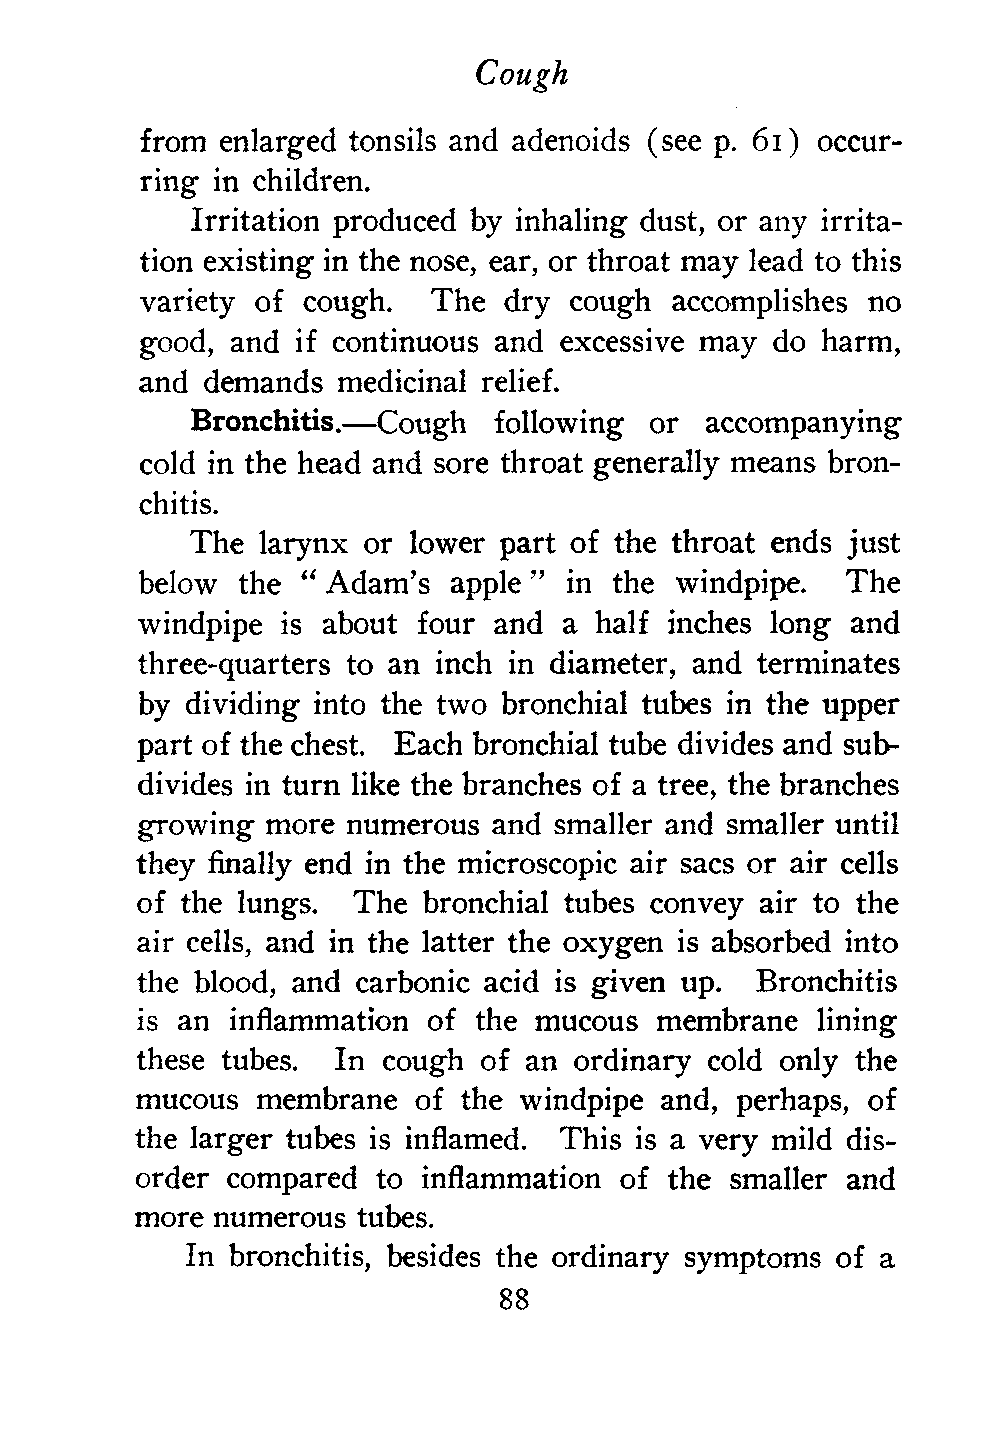 Cough
from enlarged tonsils and adenoids (see p. 61) occur-
ring in children.
Irritation produced by inhaling dust, or any irrita-
tion existing in the nose, ear, or throat may lead to this
variety of cough. The dry cough accomplishes no
good, and if continuous and excessive may do harm,
and demands medicinal relief.
Bronchitis.—Cough following or accompanying
cold in the head and sore throat generally means bron-
chitis.
The larynx or lower part of the throat ends just
below the “ Adam’s apple ” in the windpipe. The
windpipe is about four and a half inches long and
three-quarters to an inch in diameter, and terminates
by dividing into the two bronchial tubes in the upper
part of the chest. Each bronchial tube divides and sub-
divides in turn like the branches of a tree, the branches
growing more numerous and smaller and smaller until
they finally end in the microscopic air sacs or air cells
of the lungs. The bronchial tubes convey air to the
air cells, and in the latter the oxygen is absorbed into
the blood, and carbonic acid is given up. Bronchitis
is an inflammation of the mucous membrane lining
these tubes. In cough of an ordinary cold only the
mucous membrane of the windpipe and, perhaps, of
the larger tubes is inflamed. This is a very mild dis-
order compared to inflammation of the smaller and
more numerous tubes.
In bronchitis, besides the ordinary symptoms of a
88